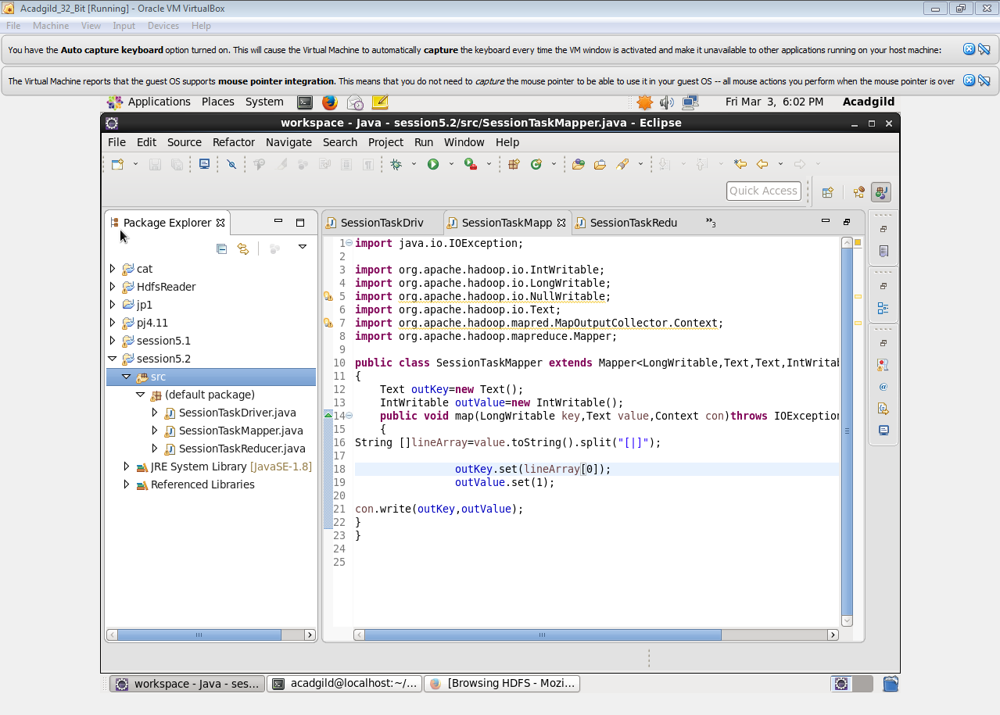 Acadgild_32_Bit [Running] - Oracle VM VirtualBox
File Machine View Input Devices Help
You have the Auto capture keyboard option turned on. This will cause the Virtual Machine to automatically capture the keyboard every time the VM window is activated and make it unavailable to other applications running on your host machine:
The Virtual Machine reports that the guest OS supports mouse pointer integration. This means that you do not need to capture the mouse pointer to be able to use it in your guest OS -- all mouse actions you perform when the mouse pointer is over
Applications Places System Fri Mar 3, 6:02 PM Acadgild
workspace - Java - session5.2/src/SessionTaskMapper.java - Eclipse
File Edit Source Refactor Navigate Search Project Run Window Help
Quick Access
Package Explorer
cat
HdfsReader
jp1
pj4.11
session5.1
session5.2
src
(default package)
SessionTaskDriver.java
SessionTaskMapper.java
SessionTaskReducer.java
JRE System Library [JavaSE-1.8]
Referenced Libraries
SessionTaskDriv SessionTaskMapp SessionTaskRedu »3
1 import java.io.IOException;
2
3 import org.apache.hadoop.io.IntWritable;
4 import org.apache.hadoop.io.LongWritable;
5 import org.apache.hadoop.io.NullWritable;
6 import org.apache.hadoop.io.Text;
7 import org.apache.hadoop.mapred.MapOutputCollector.Context;
8 import org.apache.hadoop.mapreduce.Mapper;
9
10 public class SessionTaskMapper extends Mapper<LongWritable,Text,Text,IntWritab
11 {
12 Text outKey=new Text();
13 IntWritable outValue=new IntWritable();
14 public void map(LongWritable key,Text value,Context con)throws IOException
15 {
16 String []lineArray=value.toString().split("[|]");
17
18 outKey.set(lineArray[0]);
19 outValue.set(1);
20
21 con.write(outKey,outValue);
22 }
23 }
24
25
workspace - Java - ses... acadgild@localhost:~/... [Browsing HDFS - Mozi...